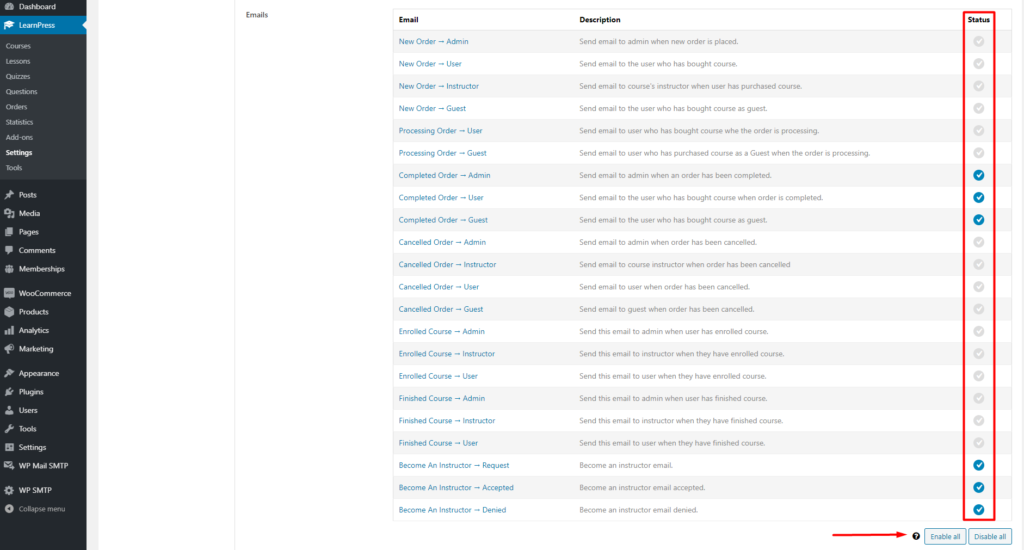 Dashboard
LearnPress
Courses
Lessons
Quizzes
Questions
Orders
Statistics
Add-ons
Settings
Tools
Posts
Media
Pages
Comments
Memberships
WooCommerce
Products
Analytics
Marketing
Appearance
Plugins
Users
Tools
Settings
WP Mail SMTP
WP SMTP
Collapse menu
Emails
Email Description Status
New Order → Admin Send email to admin when new order is placed.
New Order → User Send email to the user who has bought course.
New Order → Instructor Send email to course's instructor when user has purchased course.
New Order → Guest Send email to the user who has bought course as guest.
Processing Order → User Send email to user who has bought course whe the order is processing.
Processing Order → Guest Send email to user who has purchased course as a Guest when the order is processing.
Completed Order → Admin Send email to admin when an order has been completed.
Completed Order → User Send email to the user who has bought course when order is completed.
Completed Order → Guest Send email to the user who has bought course as guest.
Cancelled Order → Admin Send email to admin when order has been cancelled.
Cancelled Order → Instructor Send email to course instructor when order has been cancelled
Cancelled Order → User Send email to user when order has been cancelled.
Cancelled Order → Guest Send email to guest when order has been cancelled.
Enrolled Course → Admin Send this email to admin when user has enrolled course.
Enrolled Course → Instructor Send this email to instructor when they have enrolled course.
Enrolled Course → User Send this email to user when they have enrolled course.
Finished Course → Admin Send this email to admin when user has finished course.
Finished Course → Instructor Send this email to instructor when they have finished course.
Finished Course → User Send this email to user when they have finished course.
Become An Instructor → Request Become an instructor email.
Become An Instructor → Accepted Become an instructor email accepted.
Become An Instructor → Denied Become an instructor email denied.
? Enable all Disable all